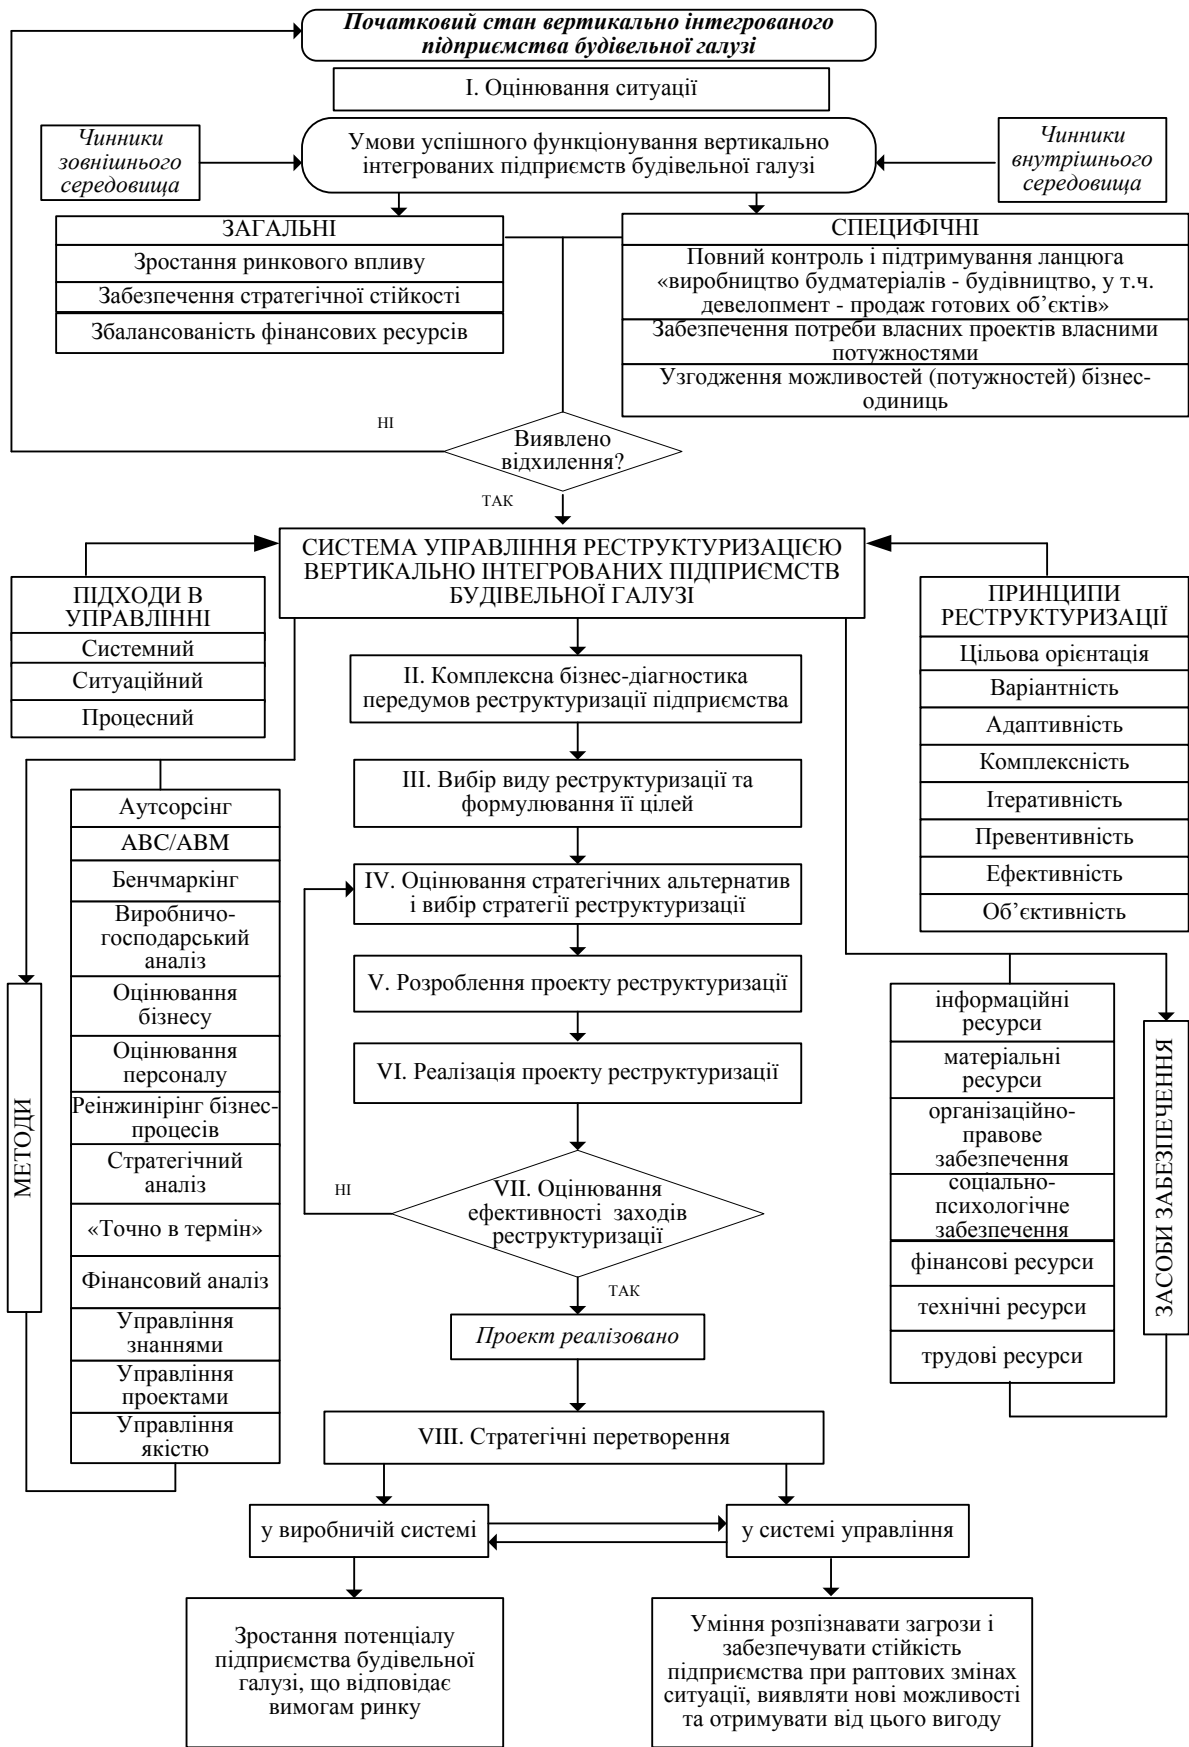 Початковий стан вертикально інтегрованого
підприємства будівельної галузі
I. Оцінювання ситуації
Чинники
зовнішнього
середовища
Умови успішного функціонування вертикально
інтегрованих підприємств будівельної галузі
Чинники
внутрішнього
середовища
ЗАГАЛЬНІ
Зростання ринкового впливу
Забезпечення стратегічної стійкості
Збалансованість фінансових ресурсів
СПЕЦИФІЧНІ
Повний контроль і підтримування ланцюга
«виробництво будматеріалів - будівництво, у т.ч.
девелопмент - продаж готових об’єктів»
Забезпечення потреби власних проектів власними
потужностями
Узгодження можливостей (потужностей) бізнес-
одиниць
НІ
Виявлено
відхилення?
ТАК
СИСТЕМА УПРАВЛІННЯ РЕСТРУКТУРИЗАЦІЄЮ
ВЕРТИКАЛЬНО ІНТЕГРОВАНИХ ПІДПРИЄМСТВ
БУДІВЕЛЬНОЇ ГАЛУЗІ
ПІДХОДИ В
УПРАВЛІННІ
Системний
Ситуаційний
Процесний
ПРИНЦИПИ
РЕСТРУКТУРИЗАЦІЇ
Цільова орієнтація
Варіантність
Адаптивність
Комплексність
Ітеративність
Превентивність
Ефективність
Об’єктивність
II. Комплексна бізнес-діагностика
передумов реструктуризації підприємства
III. Вибір виду реструктуризації та
формулювання її цілей
IV. Оцінювання стратегічних альтернатив
і вибір стратегії реструктуризації
V. Розроблення проекту реструктуризації
VI. Реалізація проекту реструктуризації
НІ
VII. Оцінювання
ефективності заходів
реструктуризації
ТАК
Проект реалізовано
МЕТОДИ
Аутсорсінг
АВС/АВМ
Бенчмаркінг
Виробничо-
господарський
аналіз
Оцінювання
бізнесу
Оцінювання
персоналу
Реінжинірінг бізнес-
процесів
Стратегічний
аналіз
«Точно в термін»
Фінансовий аналіз
Управління
знаннями
Управління
проектами
Управління
якістю
інформаційні
ресурси
матеріальні
ресурси
організаційно-
правове
забезпечення
соціально-
психологічне
забезпечення
фінансові ресурси
технічні ресурси
трудові ресурси
ЗАСОБИ ЗАБЕЗПЕЧЕННЯ
VIII. Стратегічні перетворення
у виробничій системі
у системі управління
Зростання потенціалу
підприємства будівельної
галузі, що відповідає
вимогам ринку
Уміння розпізнавати загрози і
забезпечувати стійкість
підприємства при раптових змінах
ситуації, виявляти нові можливості
та отримувати від цього вигоду